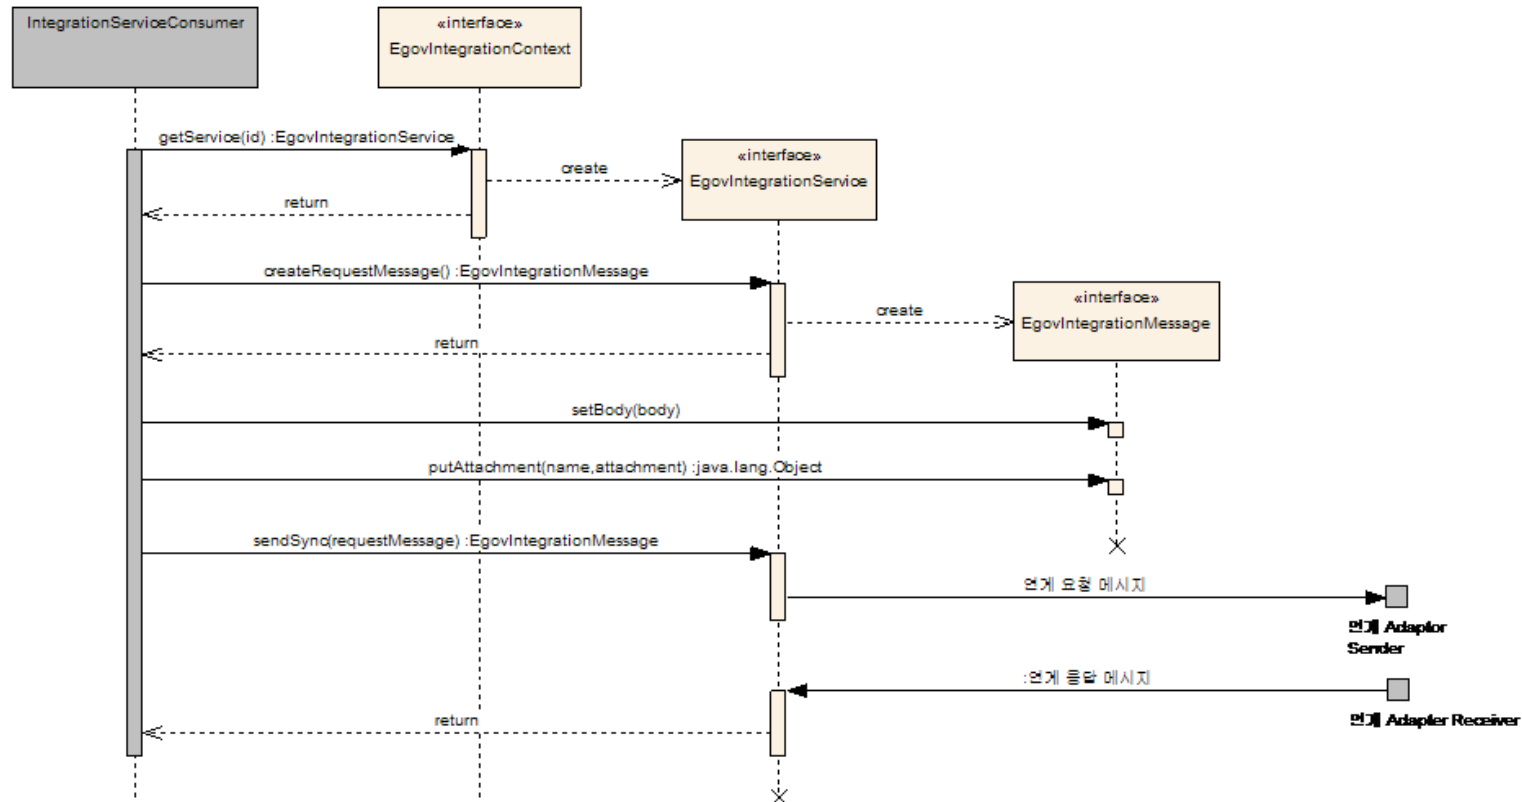 IntegrationServiceConsumer
«interface»
EgovIntegrationContext
getService(id) :EgovIntegrationService
«interface»
EgovIntegrationService
create
return
createRequestMessage() :EgovIntegrationMessage
«interface»
EgovIntegrationMessage
create
return
setBody(body)
putAttachment(name,attachment) :java.lang.Object
sendSync(requestMessage) :EgovIntegrationMessage
연계 요청 메시지
연계 Adaptor
Sender
:연계 응답 메시지
return
연계 Adapter Receiver